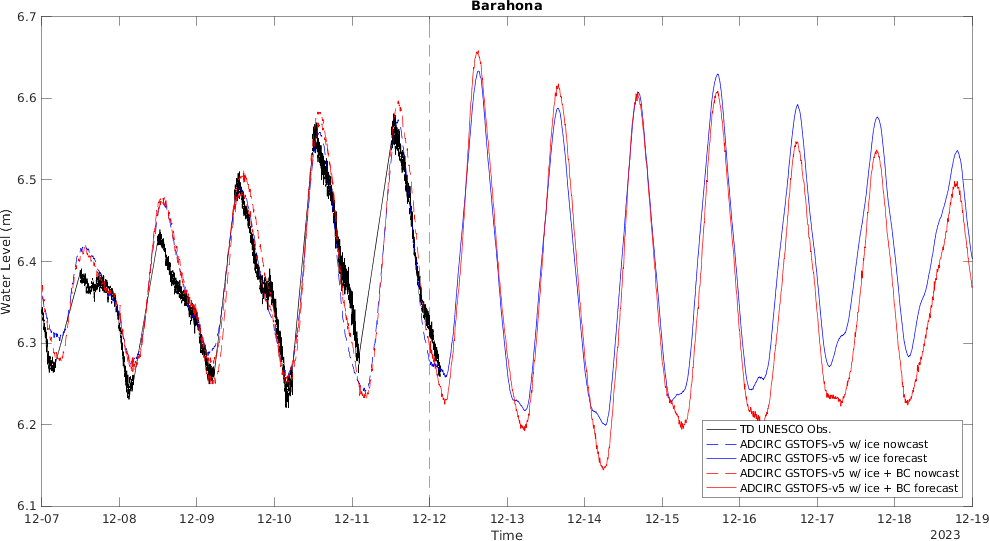 Barahona
Water Level (m)
6.7
6.6
6.5
6.4
6.3
6.2
6.1
TD UNESCO Obs.
ADCIRC GSTOFS-v5 w/ ice nowcast
ADCIRC GSTOFS-v5 w/ ice forecast
ADCIRC GSTOFS-v5 w/ ice + BC nowcast
ADCIRC GSTOFS-v5 w/ ice + BC forecast
12-07 12-08 12-09 12-10 12-11 12-12 12-13 12-14 12-15 12-16 12-17 12-18 12-19
Time
2023